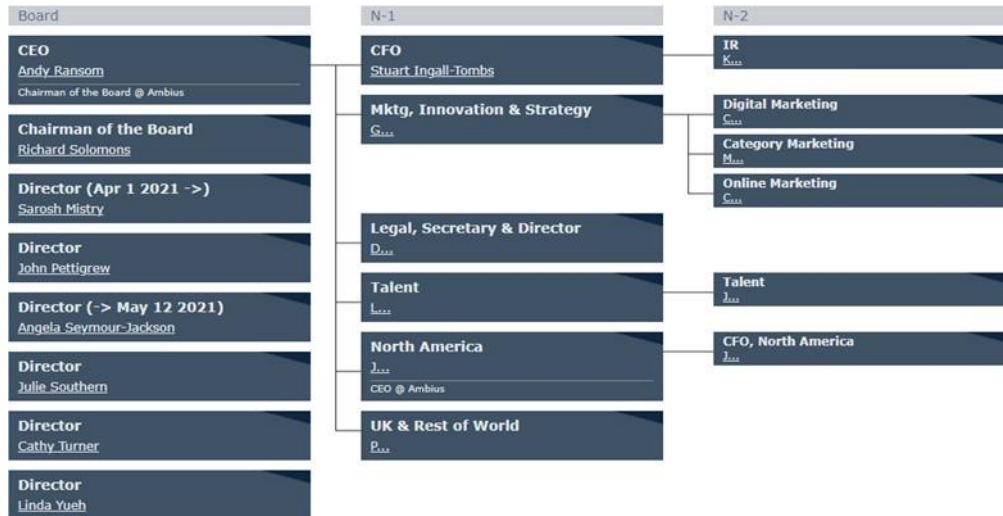 Board
CEO
Andy Ransom
Chairman of the Board @ Ambius
Chairman of the Board
Richard Solomons
Director (Apr 1 2021 ->)
Sarosh Mistry
Director
John Pettigrew
Director (-> May 12 2021)
Angela Seymour-Jackson
Director
Julie Southern
Director
Cathy Turner
Director
Linda Yueh
N-1
CFO
Stuart Ingall-Tombs
Mktg, Innovation & Strategy
G...
Legal, Secretary & Director
D...
Talent
L...
North America
J...
CEO @ Ambius
UK & Rest of World
P...
N-2
IR
K...
Digital Marketing
C...
Category Marketing
M...
Online Marketing
C...
Talent
J...
CFO, North America
J...